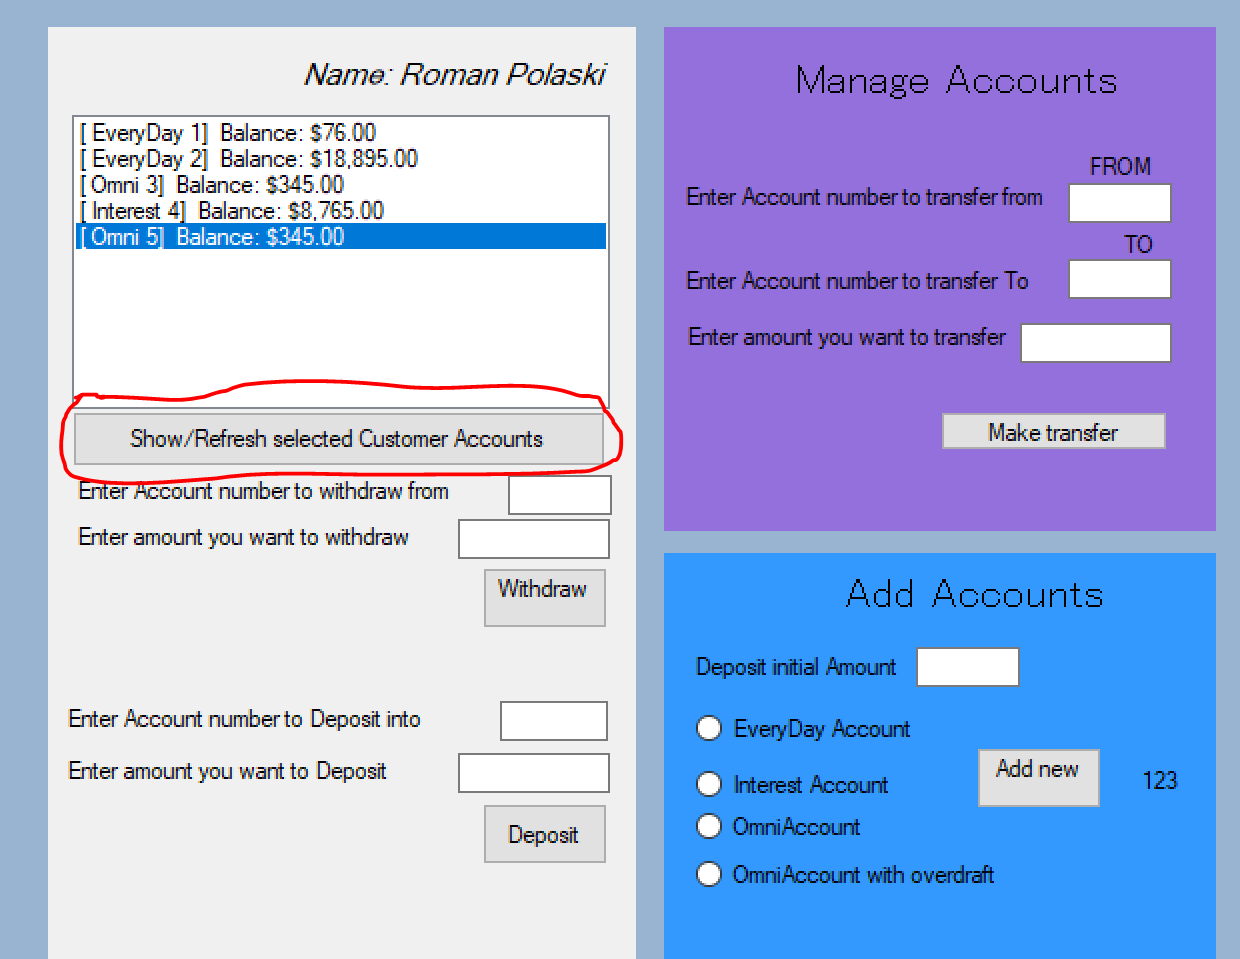 Name: Roman Polaski
[ EveryDay 1]  Balance: $76.00
[ EveryDay 2]  Balance: $18,895.00
[ Omni 3]  Balance: $345.00
[ Interest 4]  Balance: $8,765.00
[ Omni 5]  Balance: $345.00
Show/Refresh selected Customer Accounts
Enter Account number to withdraw from
Enter amount you want to withdraw
Withdraw
Enter Account number to Deposit into
Enter amount you want to Deposit
Deposit
Manage Accounts
FROM
Enter Account number to transfer from
TO
Enter Account number to transfer To
Enter amount you want to transfer
Make transfer
Add Accounts
Deposit initial Amount
EveryDay Account
Interest Account
Add new
123
OmniAccount
OmniAccount with overdraft